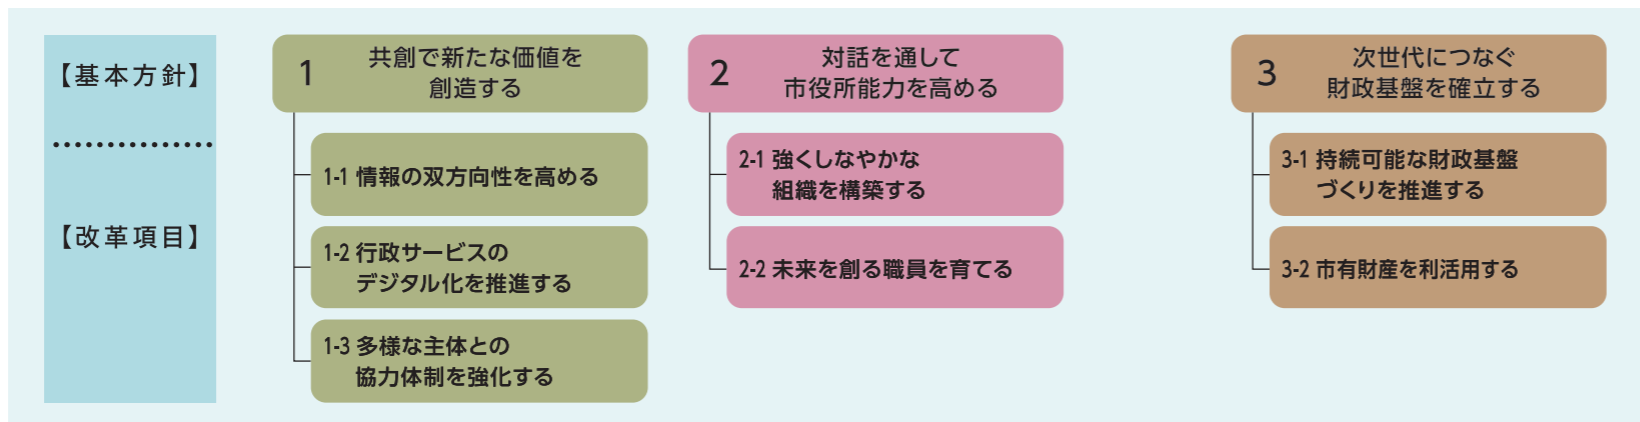 【基本方針】
【改革項目】
1
共創で新たな価値を
創造する
1-1 情報の双方向性を高める
1-2 行政サービスの
デジタル化を推進する
1-3 多様な主体との
協力体制を強化する
2
対話を通して
市役所能力を高める
2-1 強くしなやかな
組織を構築する
2-2 未来を創る職員を育てる
3
次世代につなぐ
財政基盤を確立する
3-1 持続可能な財政基盤
づくりを推進する
3-2 市有財産を利活用する